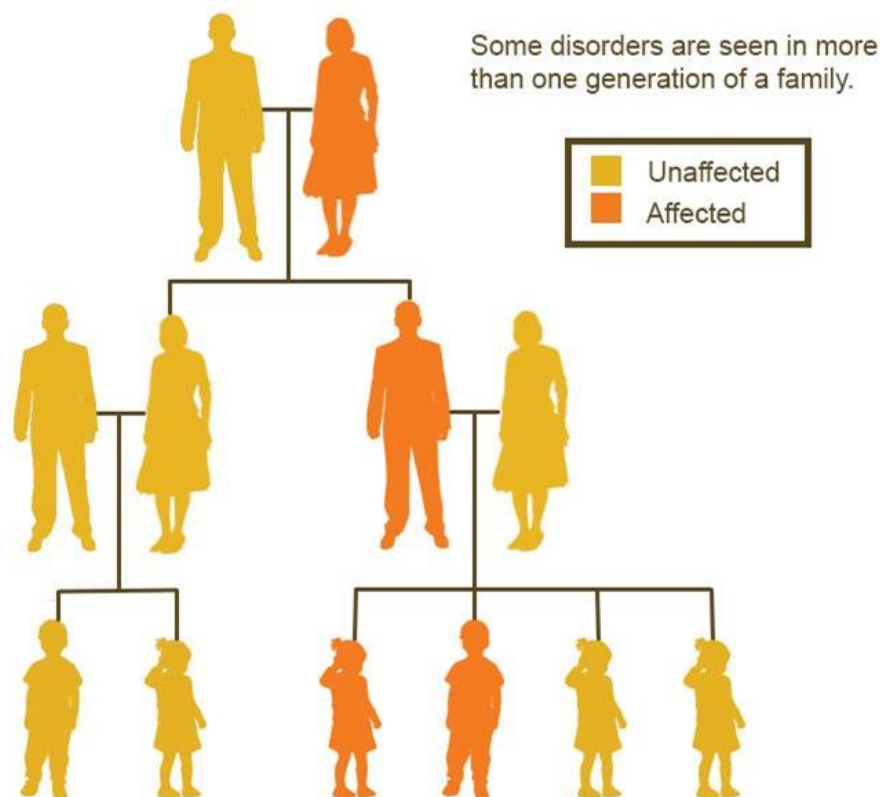 Some disorders are seen in more
than one generation of a family.
Unaffected
Affected